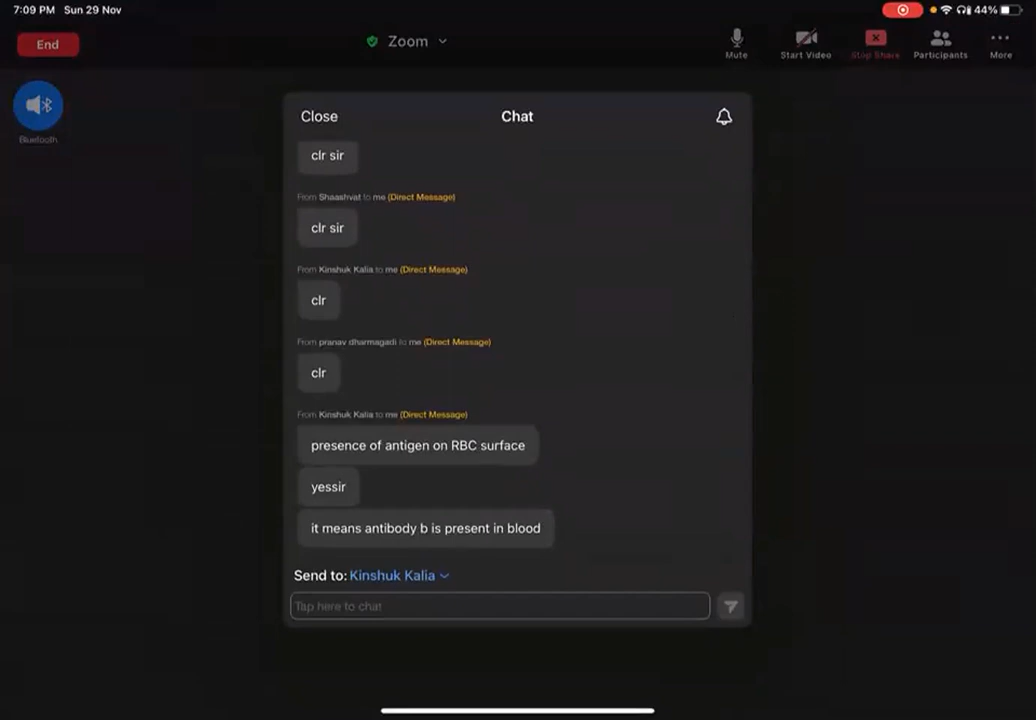 7:09 PM Sun 29 Nov
44%
End
Zoom
Mute
Start Video
Stop Share
Participants
More
Bluetooth
Close
Chat
clr sir
From Shaashvat to me (Direct Message)
clr sir
From Kinshuk Kalia to me (Direct Message)
clr
From pranav dharmagadi to me (Direct Message)
clr
From Kinshuk Kalia to me (Direct Message)
presence of antigen on RBC surface
yessir
it means antibody b is present in blood
Send to: Kinshuk Kalia
Tap here to chat